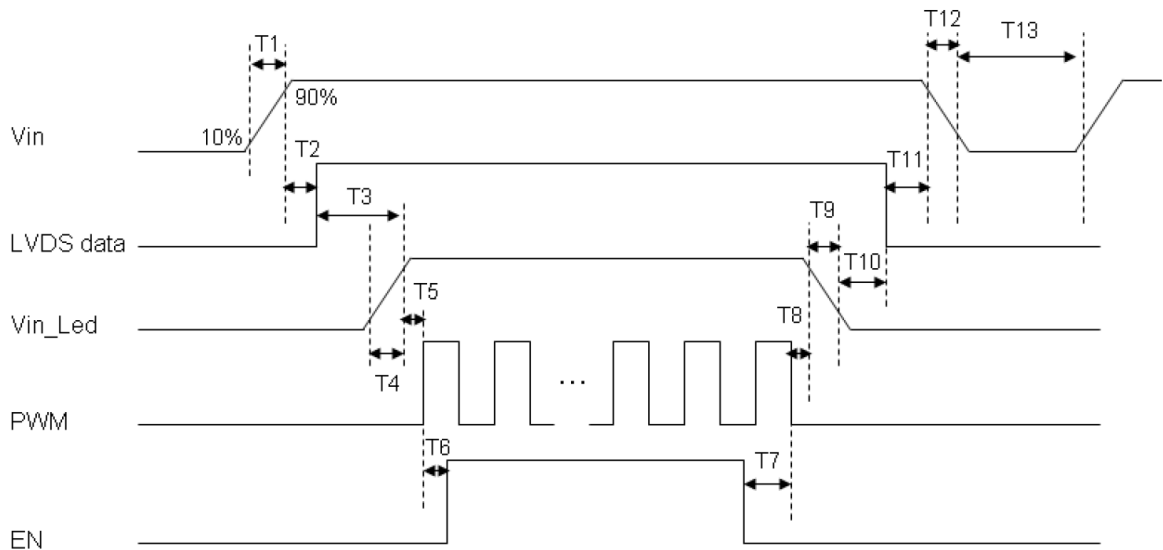 T12
T13
T1
90%
10%
Vin
T2
T11
T3
T9
LVDS data
T10
T5
Vin_Led
T8
T4
...
PWM
T6
T7
EN